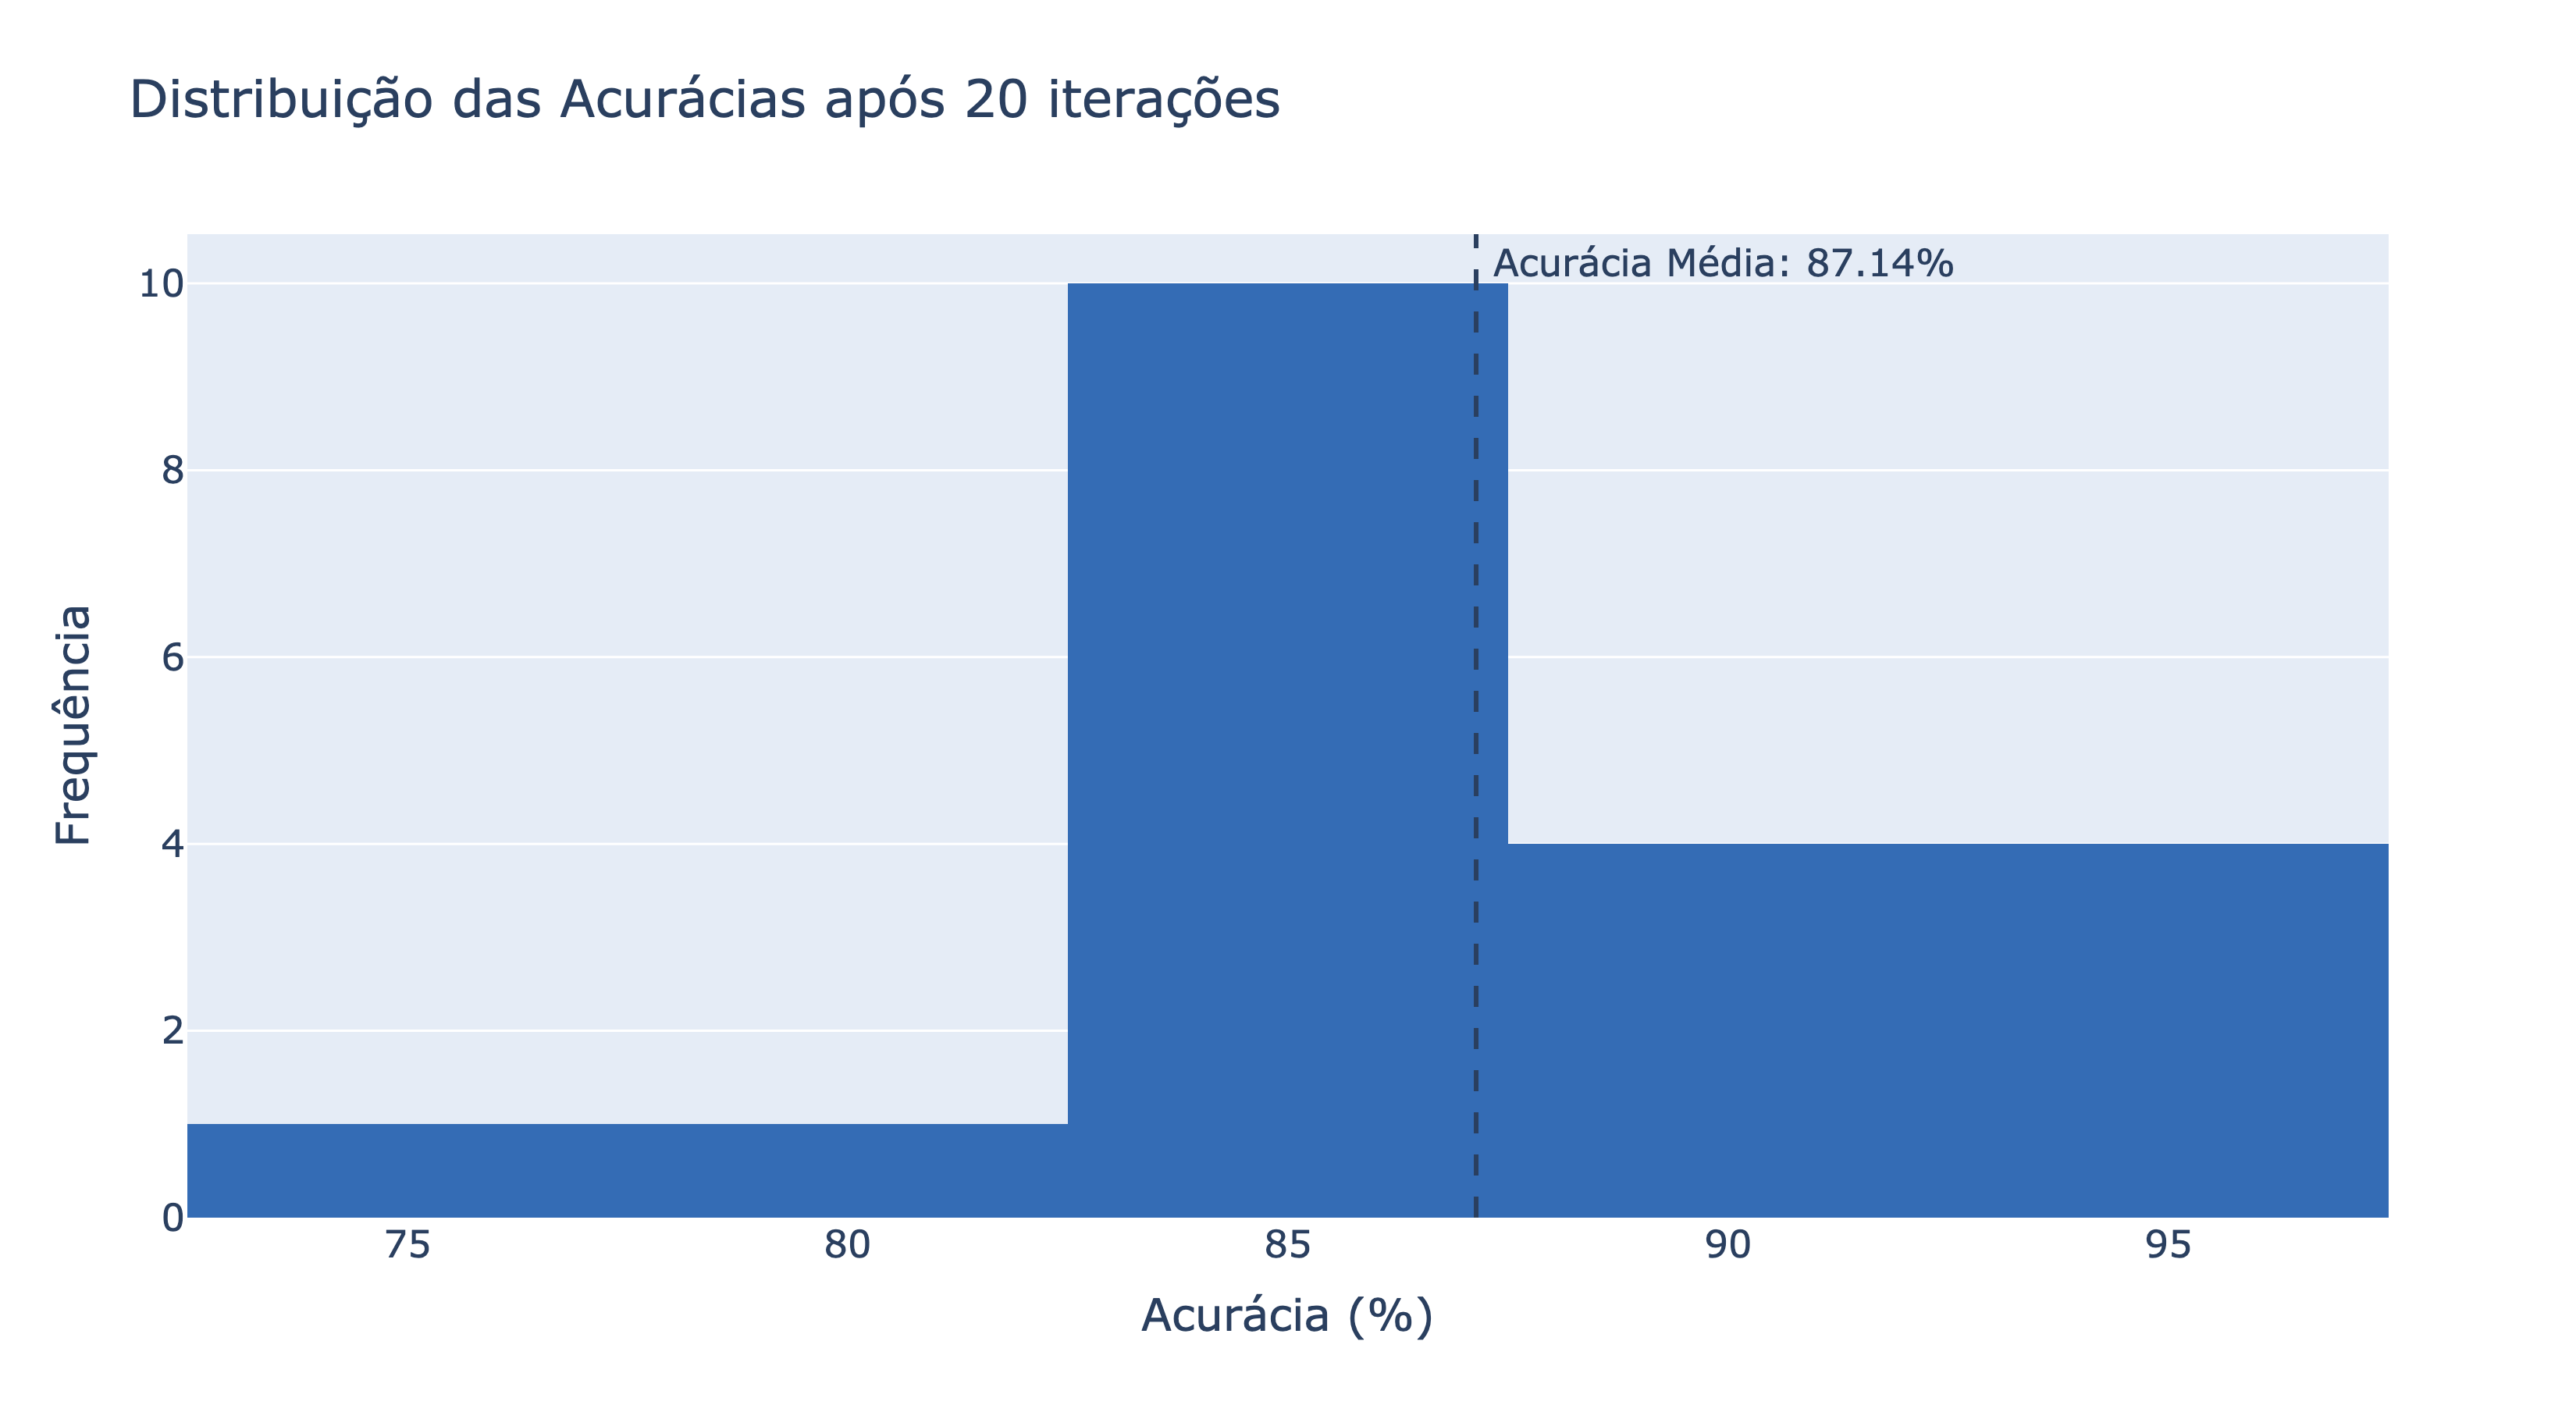 Distribuição das Acurácias após 20 iterações
Acurácia Média: 87.14%
10
8
6
4
2
0
Frequência
75 80 85 90 95
Acurácia (%)